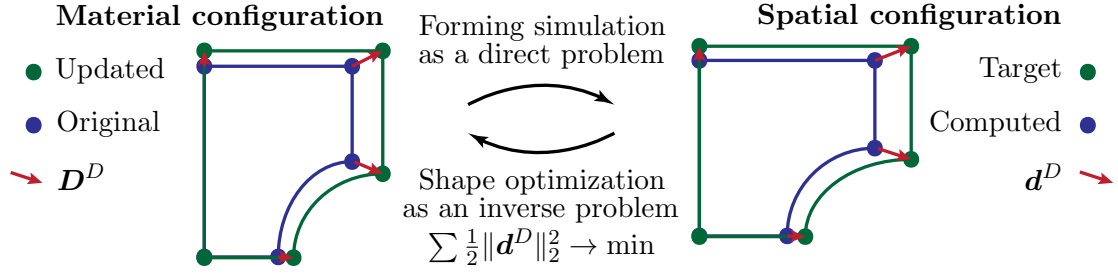 Material configuration
Updated
Original
D^D
Forming simulation
as a direct problem
Shape optimization
as an inverse problem
∑ ½‖d^D‖₂² → min
Spatial configuration
Target
Computed
d^D